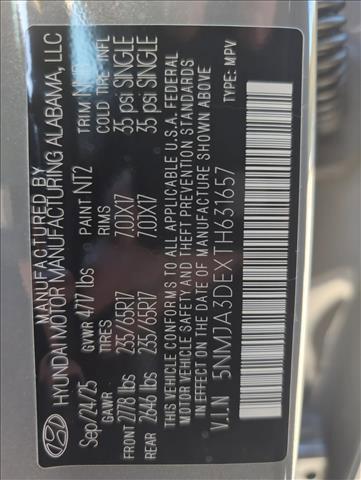 MANUFACTURED BY
HYUNDAI MOTOR MANUFACTURING ALABAMA, LLC
Sep/24/25 GVWR 4717 lbs PAINT NT2 TRIM NNB
GAWR TIRES RIMS COLD TIRE INFL
FRONT 2778 lbs 235/65R17 7.0JX17 35 psi SINGLE
REAR 2646 lbs 235/65R17 7.0JX17 35 psi SINGLE
THIS VEHICLE CONFORMS TO ALL APPLICABLE U.S.A. FEDERAL
MOTOR VEHICLE SAFETY AND THEFT PREVENTION STANDARDS
IN EFFECT ON THE DATE OF MANUFACTURE SHOWN ABOVE
V.I.N 5NMJA3DEXTH631657 TYPE: MPV